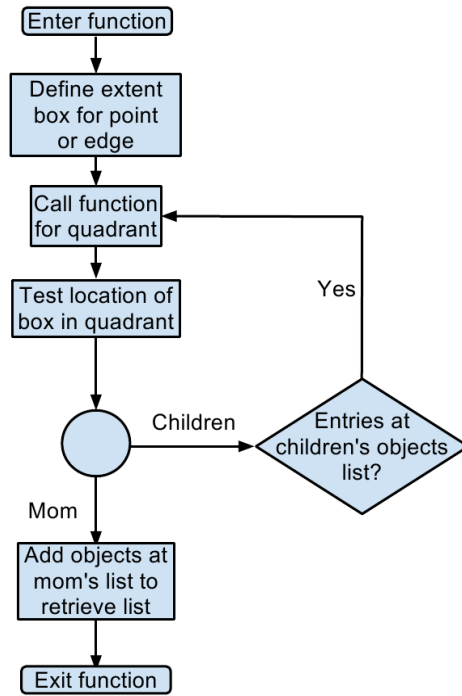 Enter function
Define extent
box for point
or edge
Call function
for quadrant
Test location of
box in quadrant
Yes
Children
Entries at
children's objects
list?
Mom
Add objects at
mom's list to
retrieve list
Exit function